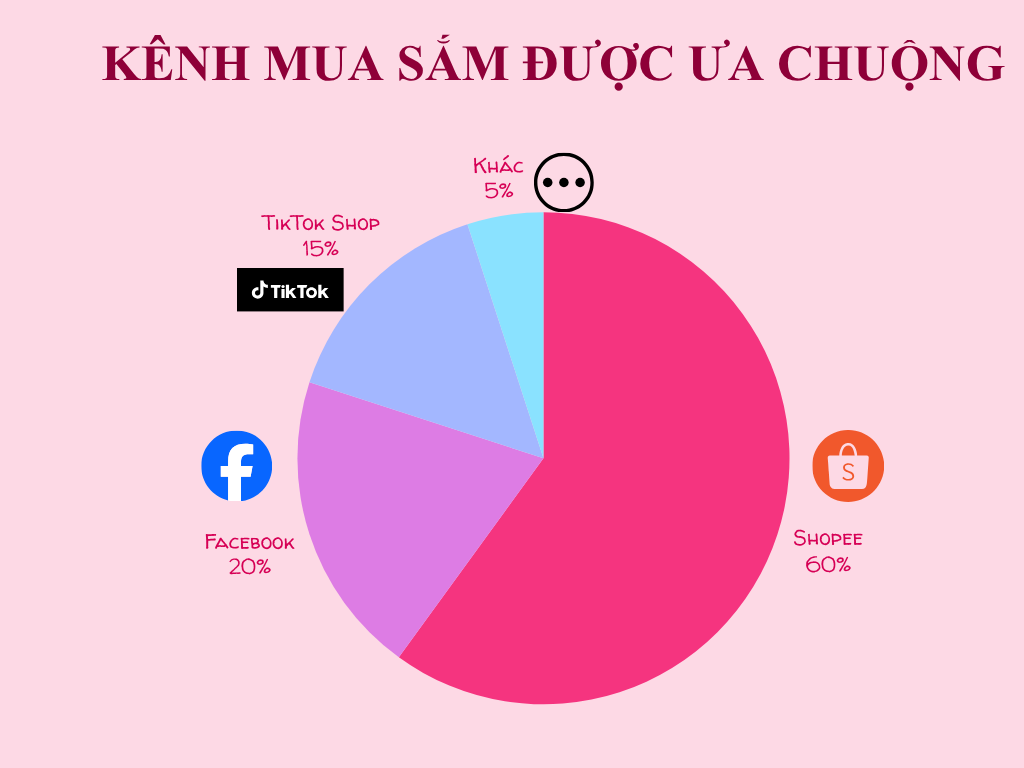 KÊNH MUA SẮM ĐƯỢC ƯA CHUỘNG
Khác
5%
TikTok Shop
15%
TikTok
Facebook
20%
S
Shopee
60%